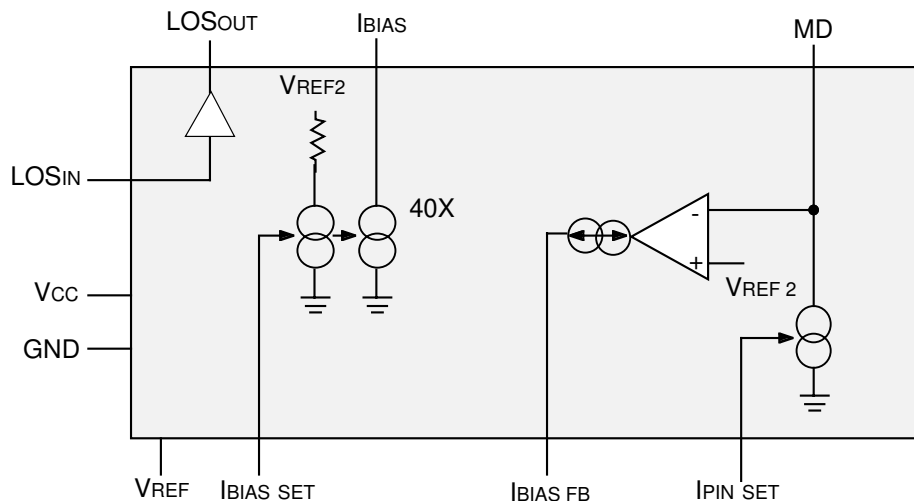 LOSOUT
IBIAS
MD
VREF2
LOSIN
40X
-
+
VREF 2
VCC
GND
VREF
IBIAS SET
IBIAS FB
IPIN SET